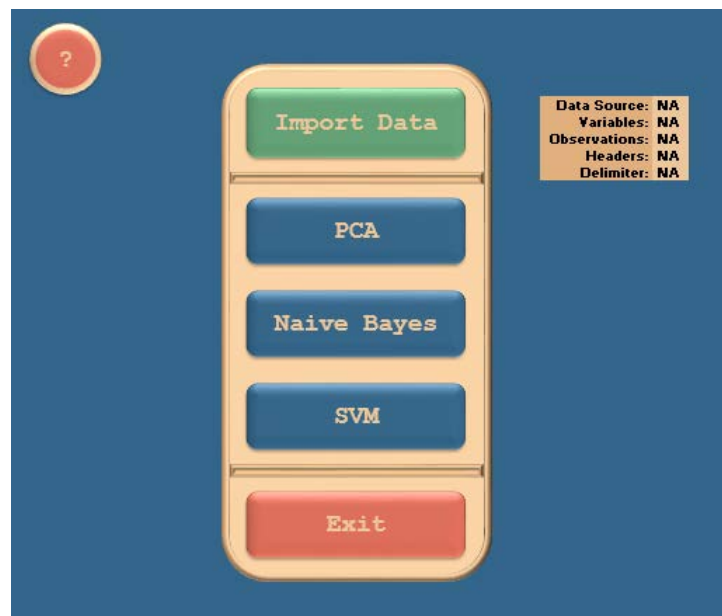 ?
Import Data
Data Source: NA
Variables: NA
Observations: NA
Headers: NA
Delimiter: NA
PCA
Naive Bayes
SVM
Exit